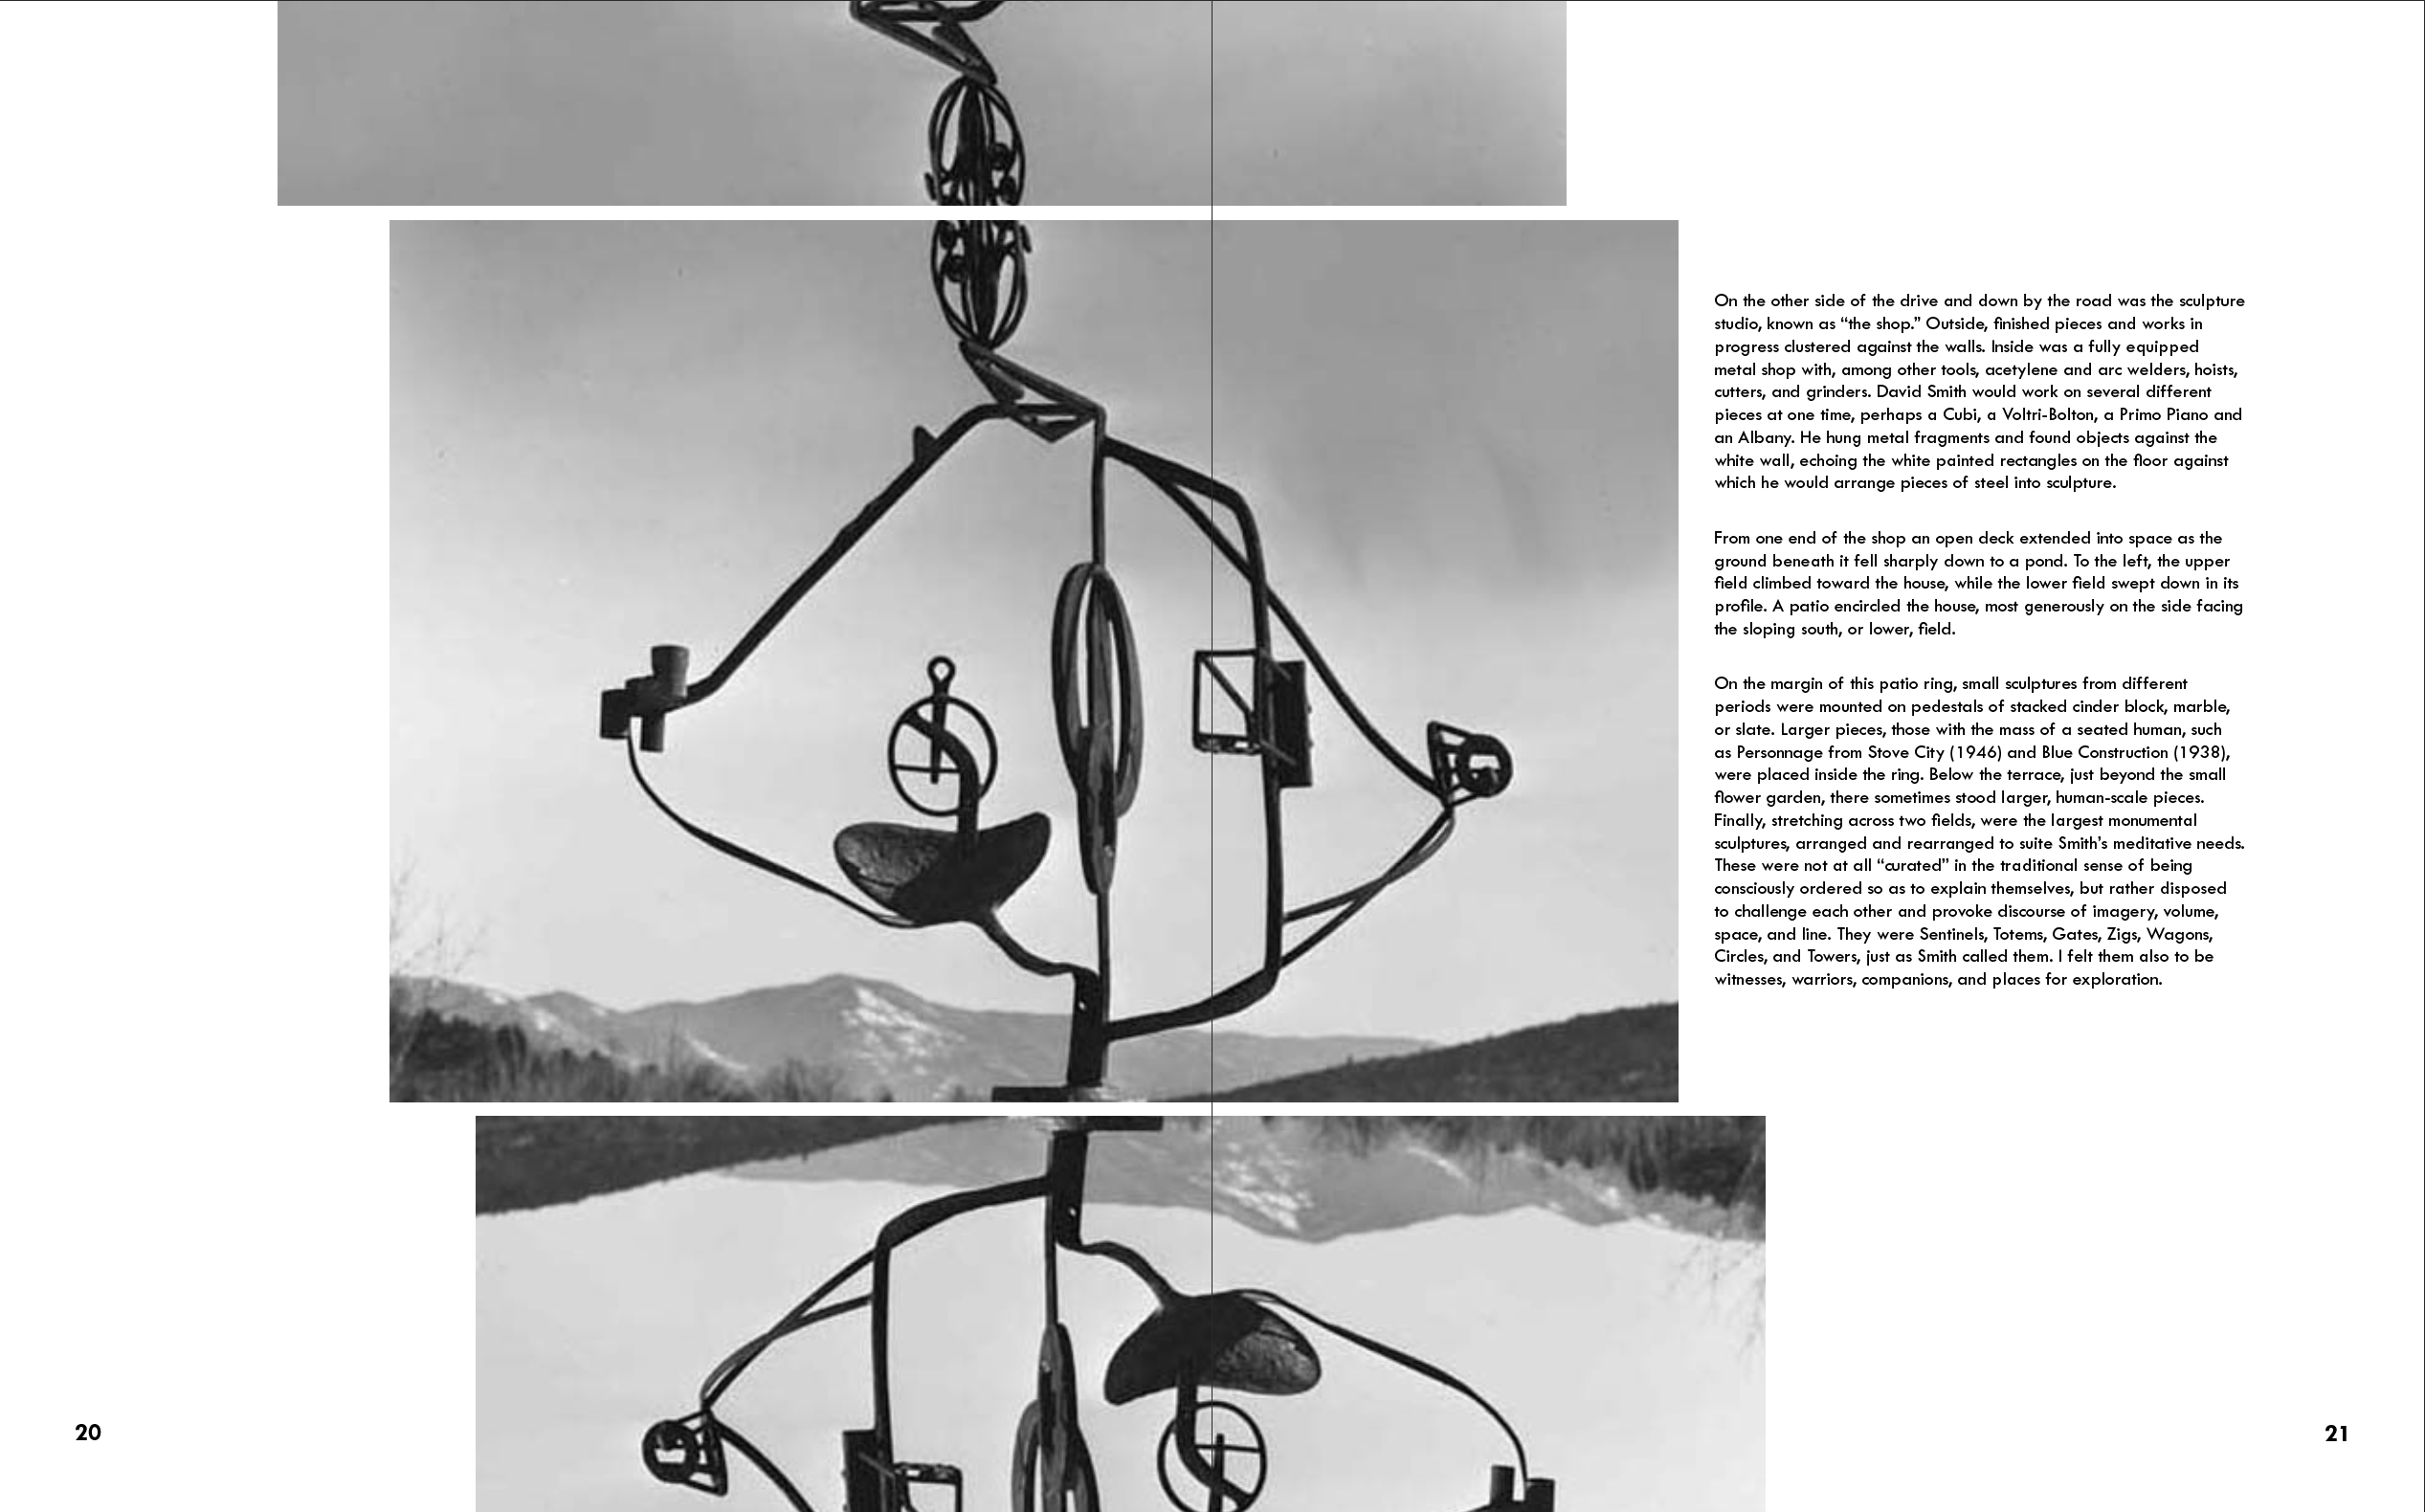 On the other side of the drive and down by the road was the sculpture
studio, known as “the shop.” Outside, finished pieces and works in
progress clustered against the walls. Inside was a fully equipped
metal shop with, among other tools, acetylene and arc welders, hoists,
cutters, and grinders. David Smith would work on several different
pieces at one time, perhaps a Cubi, a Voltri-Bolton, a Primo Piano and
an Albany. He hung metal fragments and found objects against the
white wall, echoing the white painted rectangles on the floor against
which he would arrange pieces of steel into sculpture.
From one end of the shop an open deck extended into space as the
ground beneath it fell sharply down to a pond. To the left, the upper
field climbed toward the house, while the lower field swept down in its
profile. A patio encircled the house, most generously on the side facing
the sloping south, or lower, field.
On the margin of this patio ring, small sculptures from different
periods were mounted on pedestals of stacked cinder block, marble,
or slate. Larger pieces, those with the mass of a seated human, such
as Personnage from Stove City (1946) and Blue Construction (1938),
were placed inside the ring. Below the terrace, just beyond the small
flower garden, there sometimes stood larger, human-scale pieces.
Finally, stretching across two fields, were the largest monumental
sculptures, arranged and rearranged to suite Smith’s meditative needs.
These were not at all “curated” in the traditional sense of being
consciously ordered so as to explain themselves, but rather disposed
to challenge each other and provoke discourse of imagery, volume,
space, and line. They were Sentinels, Totems, Gates, Zigs, Wagons,
Circles, and Towers, just as Smith called them. I felt them also to be
witnesses, warriors, companions, and places for exploration.
20
21